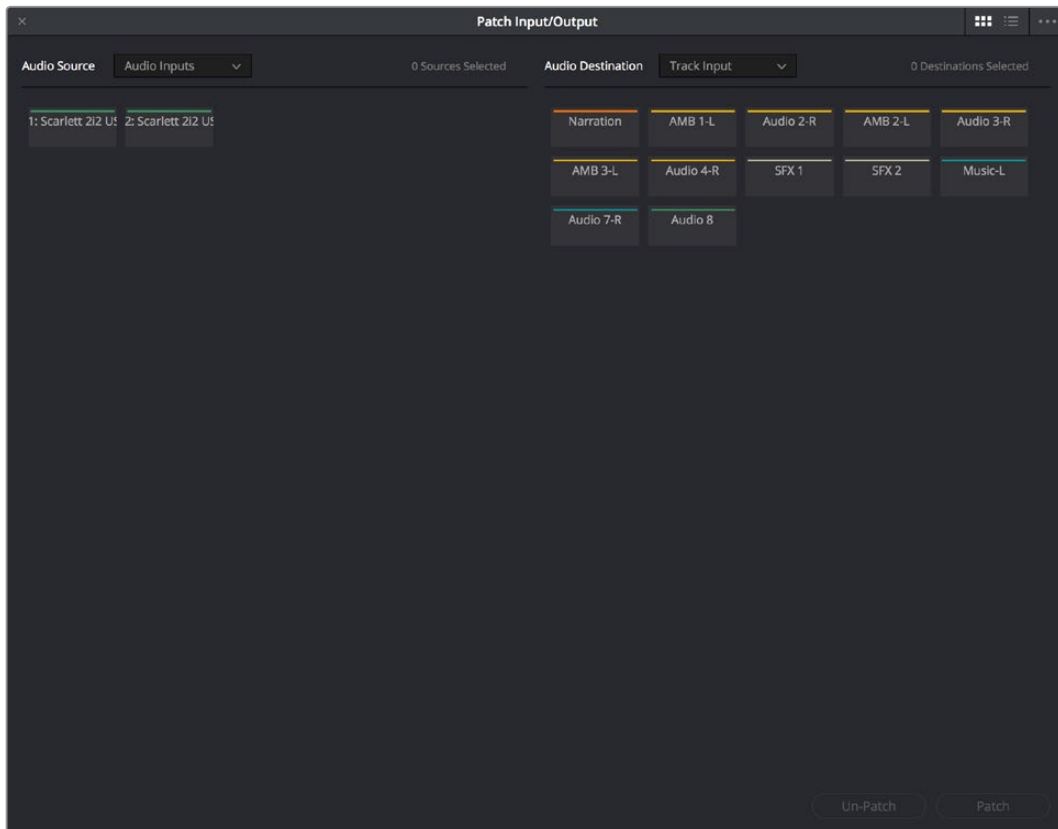 Patch Input/Output
Audio Source Audio Inputs 0 Sources Selected
Audio Destination Track Input 0 Destinations Selected
1: Scarlett 2i2 US 2: Scarlett 2i2 US
Narration AMB 1-L Audio 2-R AMB 2-L Audio 3-R
AMB 3-L Audio 4-R SFX 1 SFX 2 Music-L
Audio 7-R Audio 8
Un-Patch Patch